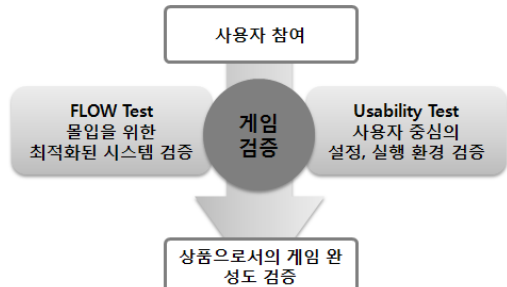 사용자 참여
FLOW Test
몰입을 위한
최적화된 시스템 검증
게임
검증
Usability Test
사용자 중심의
설정, 실행 환경 검증
상품으로서의 게임 완
성도 검증